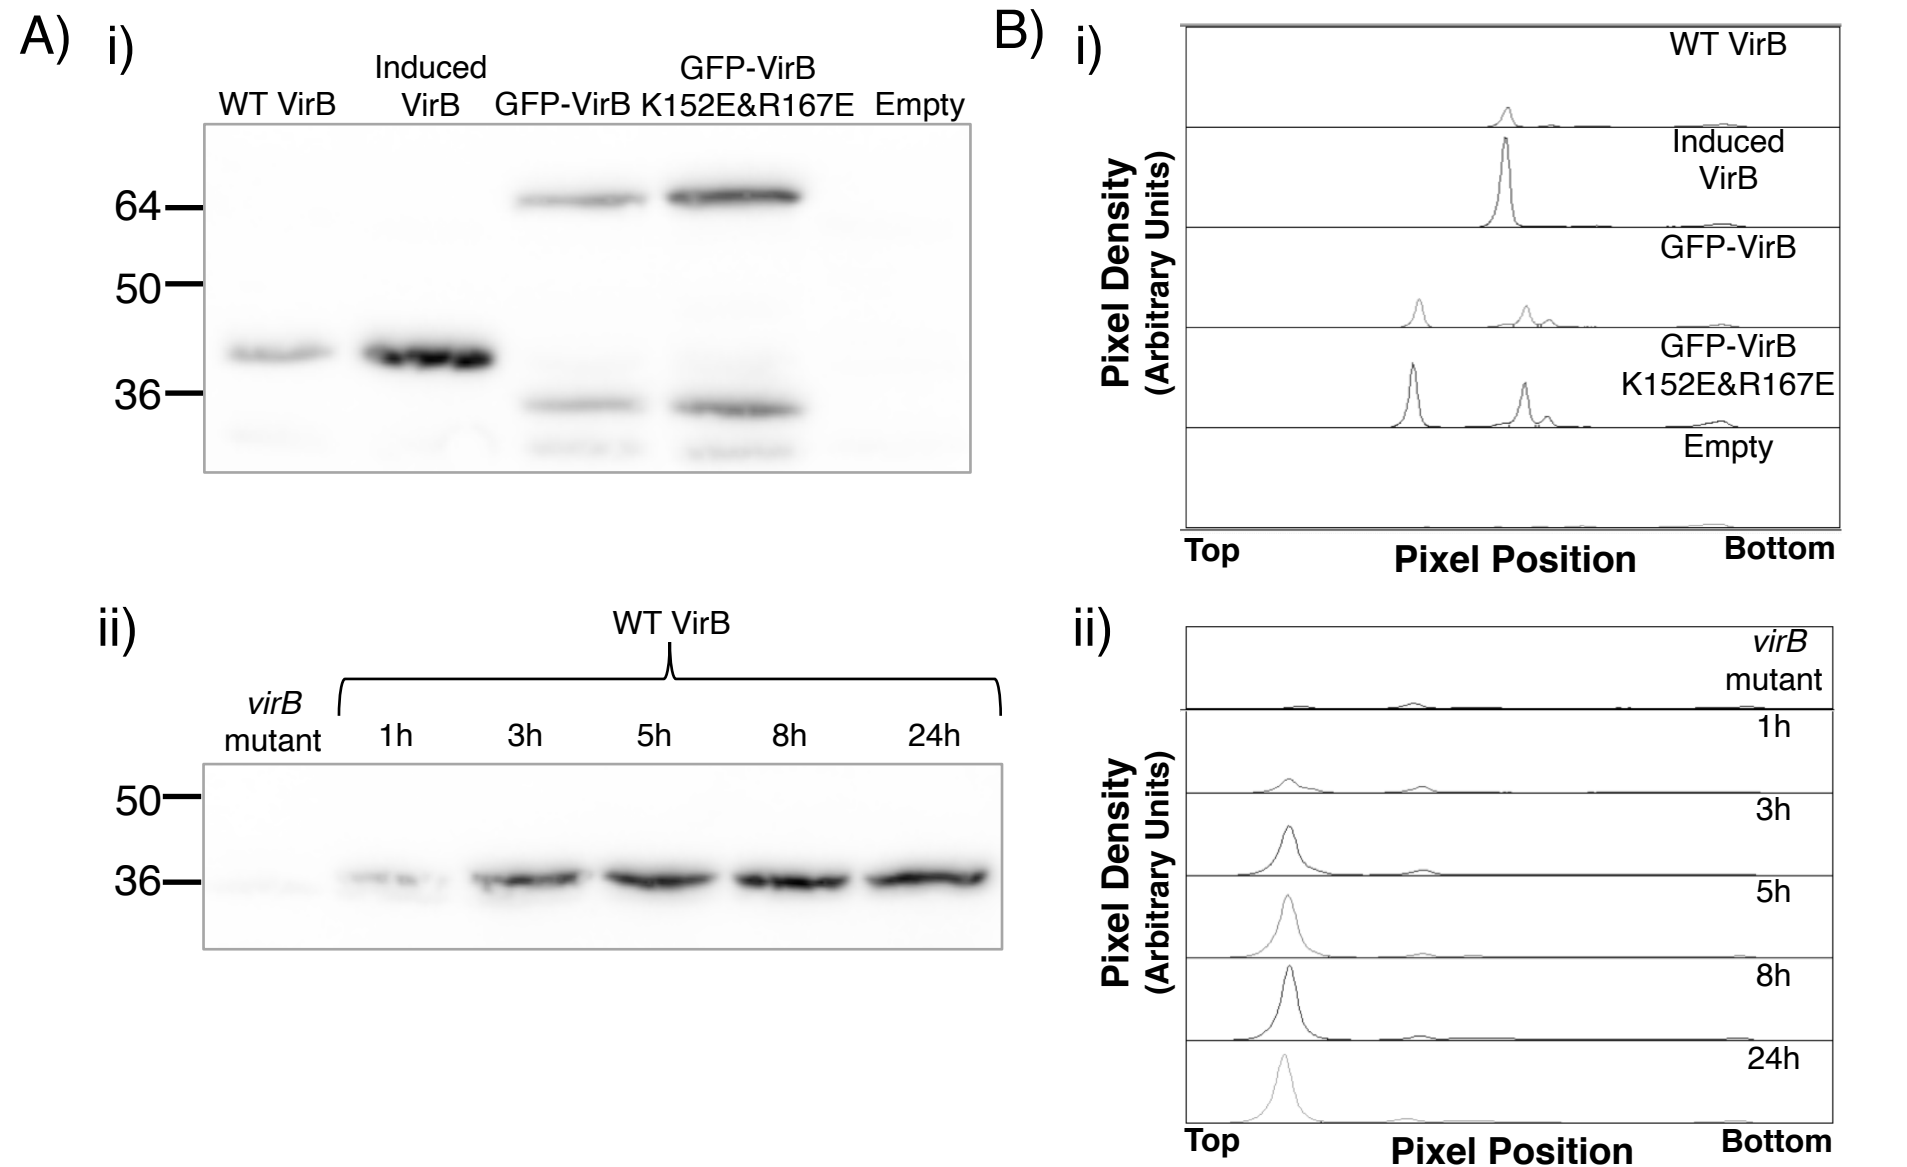 A)
i)
WT VirB
Induced
VirB
GFP-VirB
GFP-VirB
K152E&R167E
Empty
64
50
36
ii)
WT VirB
virB
mutant
1h
3h
5h
8h
24h
50
36
B)
i)
WT VirB
Induced
VirB
GFP-VirB
GFP-VirB
K152E&R167E
Empty
Pixel Density
(Arbitrary Units)
Top
Pixel Position
Bottom
ii)
virB
mutant
1h
3h
5h
8h
24h
Pixel Density
(Arbitrary Units)
Top
Pixel Position
Bottom